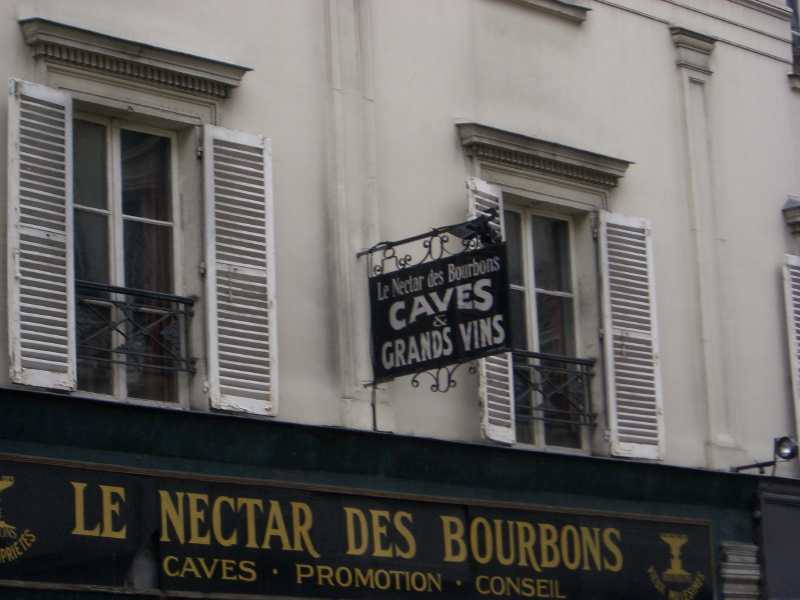 Le Nectar des Bourbons
CAVES
&
GRANDS VINS
LE NECTAR DES BOURBONS
CAVES · PROMOTION · CONSEIL